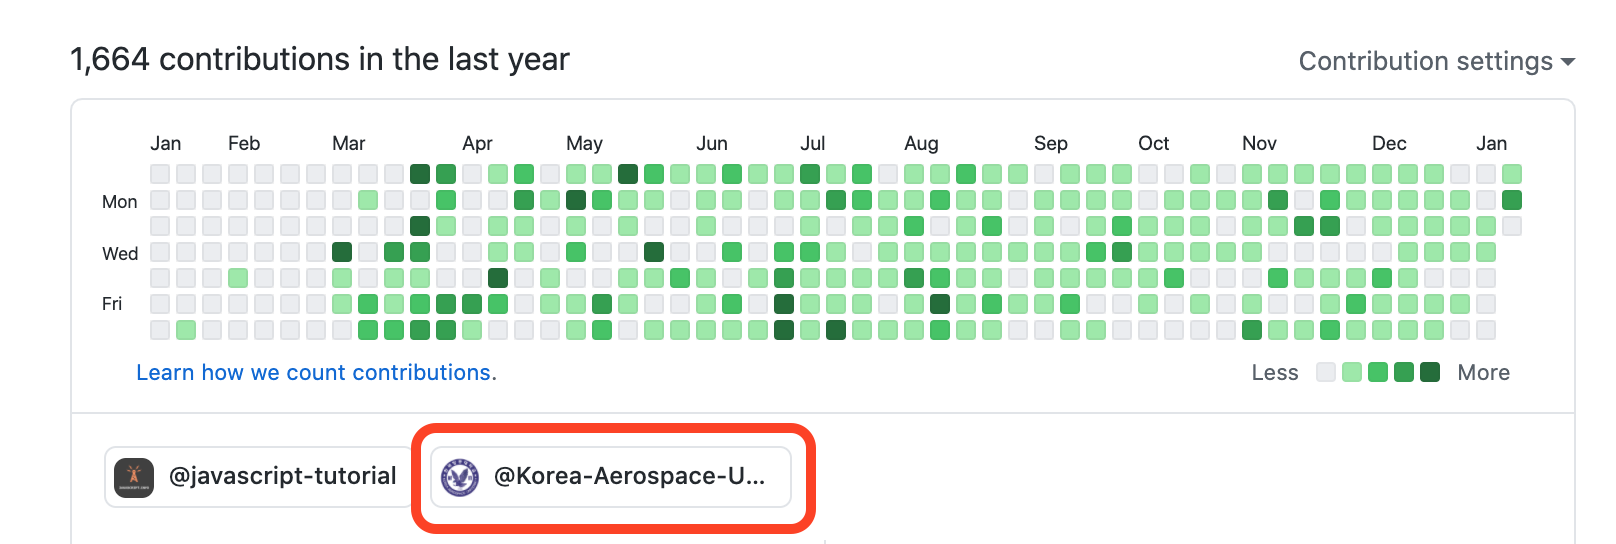 1,664 contributions in the last year
Contribution settings
Jan Feb Mar Apr May Jun Jul Aug Sep Oct Nov Dec Jan
Mon
Wed
Fri
Learn how we count contributions.
Less More
@javascript-tutorial
@Korea-Aerospace-U...